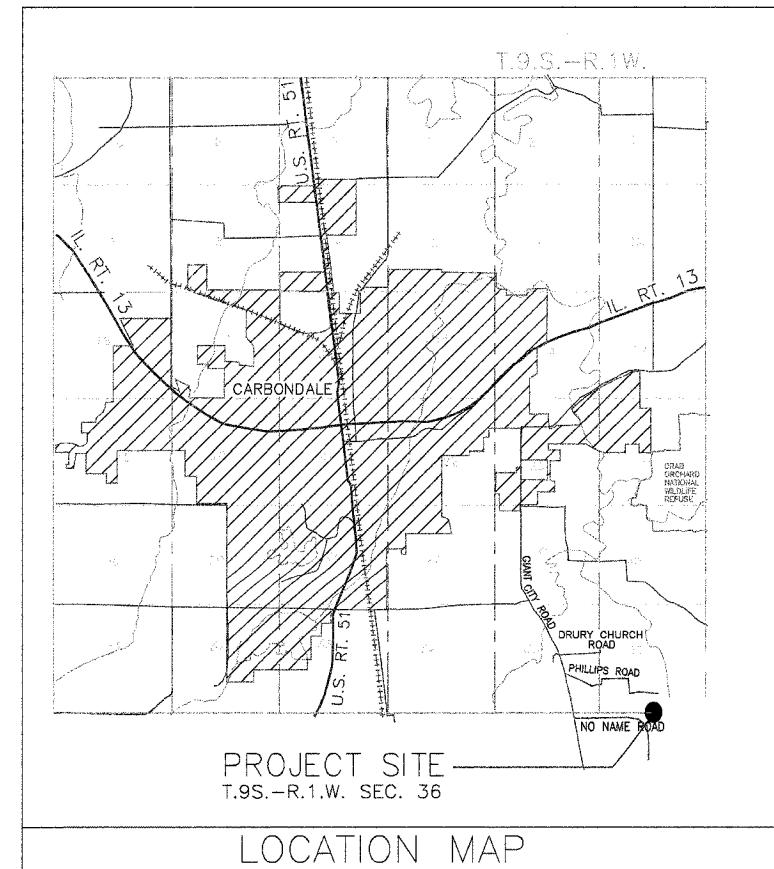 T.9.S.-R.1W.
U.S. RT. 51
IL. RT. 13
IL. RT. 13
CARBONDALE
CRAB
ORCHARD
NATIONAL
WILDLIFE
REFUSE
GIANT CITY ROAD
DRURY CHURCH
ROAD
PHILLIPS ROAD
U.S. RT. 51
NO NAME ROAD
PROJECT SITE
T.9S.-R.1.W. SEC. 36
LOCATION MAP